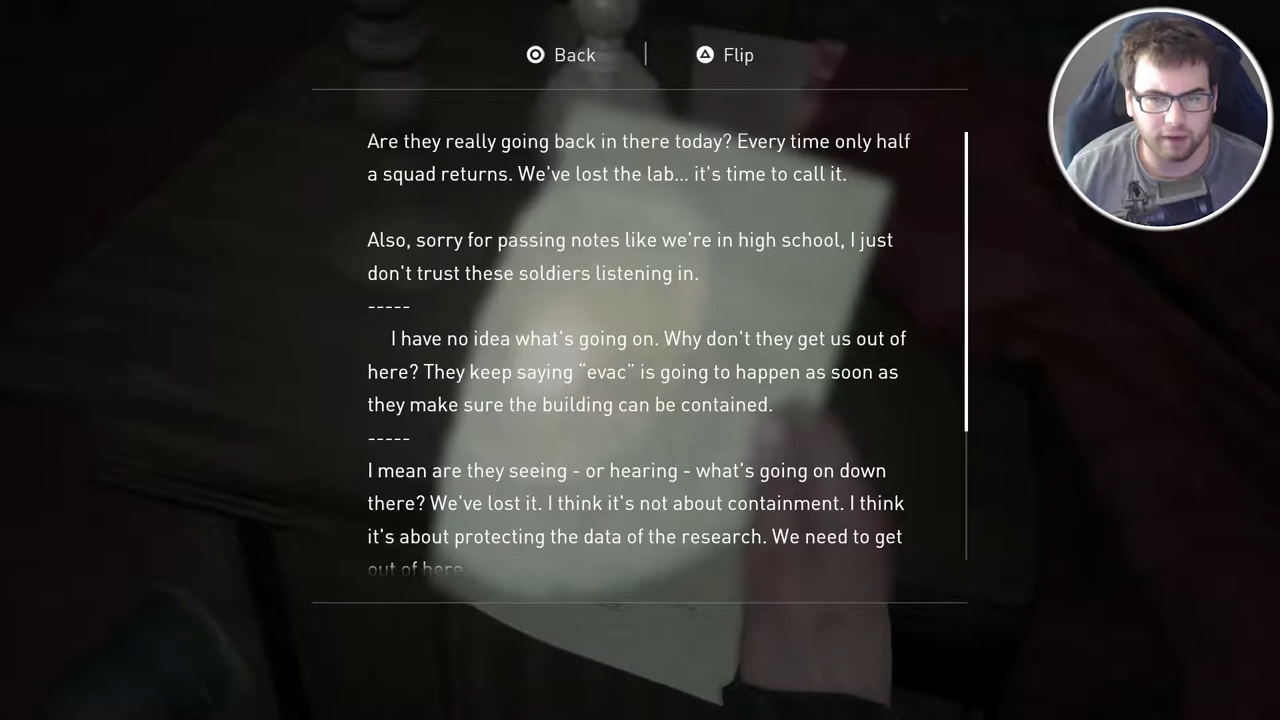 Back | Flip
Are they really going back in there today? Every time only half
a squad returns. We've lost the lab... it's time to call it.
Also, sorry for passing notes like we're in high school, I just
don't trust these soldiers listening in.
-----
I have no idea what's going on. Why don't they get us out of
here? They keep saying “evac” is going to happen as soon as
they make sure the building can be contained.
-----
I mean are they seeing - or hearing - what's going on down
there? We've lost it. I think it's not about containment. I think
it's about protecting the data of the research. We need to get
out of here